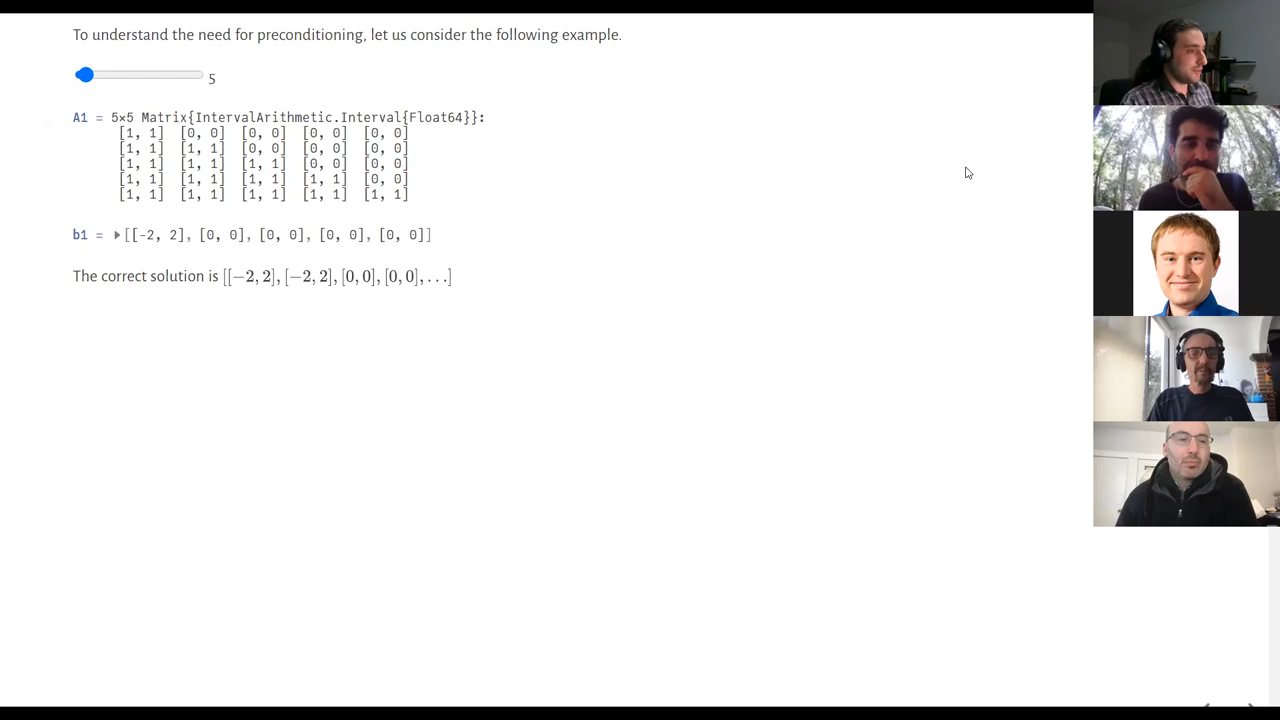 To understand the need for preconditioning, let us consider the following example.
5
A1 = 5×5 Matrix{IntervalArithmetic.Interval{Float64}}:
[1, 1] [0, 0] [0, 0] [0, 0] [0, 0]
[1, 1] [1, 1] [0, 0] [0, 0] [0, 0]
[1, 1] [1, 1] [1, 1] [0, 0] [0, 0]
[1, 1] [1, 1] [1, 1] [1, 1] [0, 0]
[1, 1] [1, 1] [1, 1] [1, 1] [1, 1]
b1 = ▶[[-2, 2], [0, 0], [0, 0], [0, 0], [0, 0]]
The correct solution is [[−2, 2], [−2, 2], [0, 0], [0, 0], …]